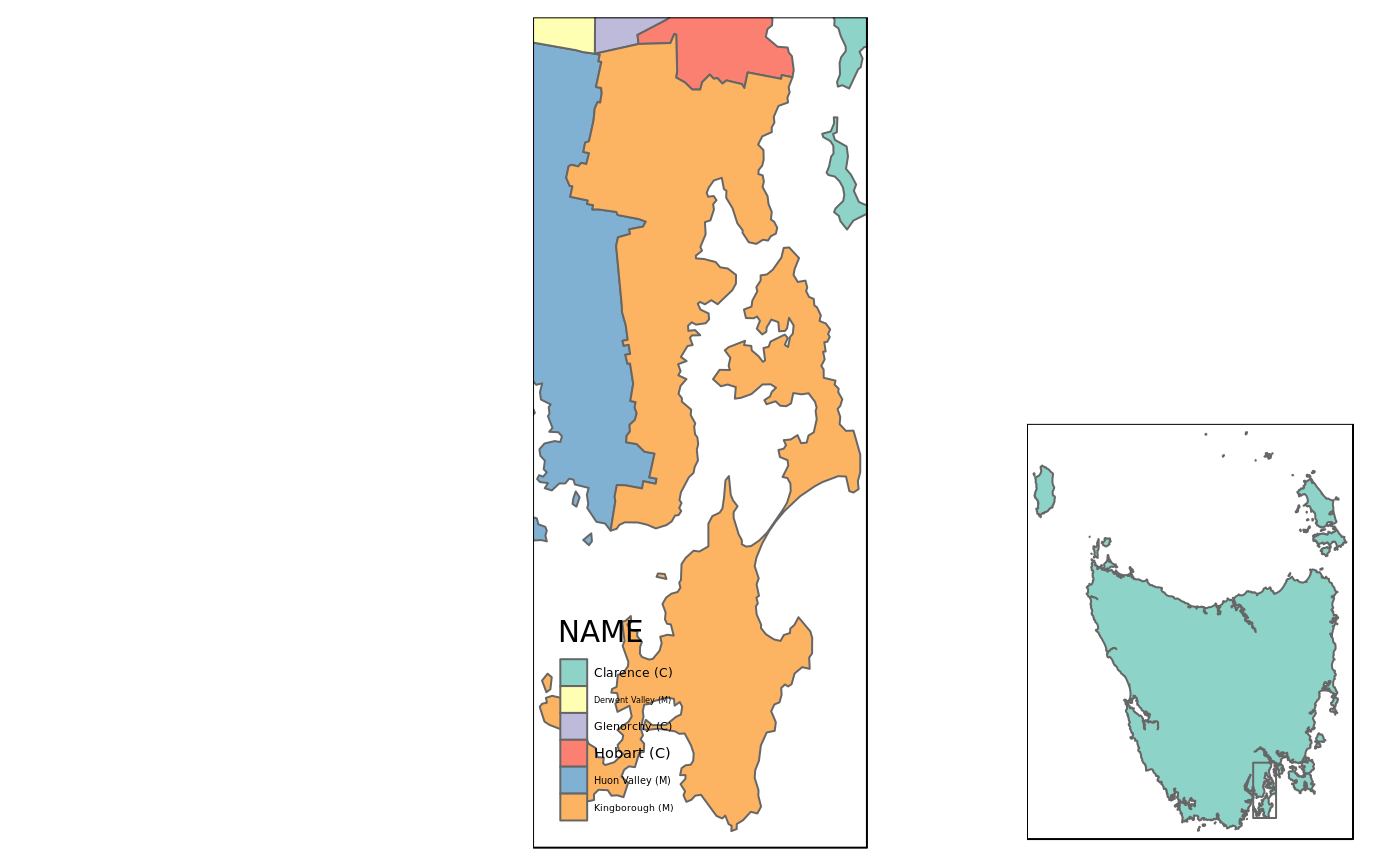 NAME
Clarence (C)
Derwent Valley (M)
Glenorchy (C)
Hobart (C)
Huon Valley (M)
Kingborough (M)